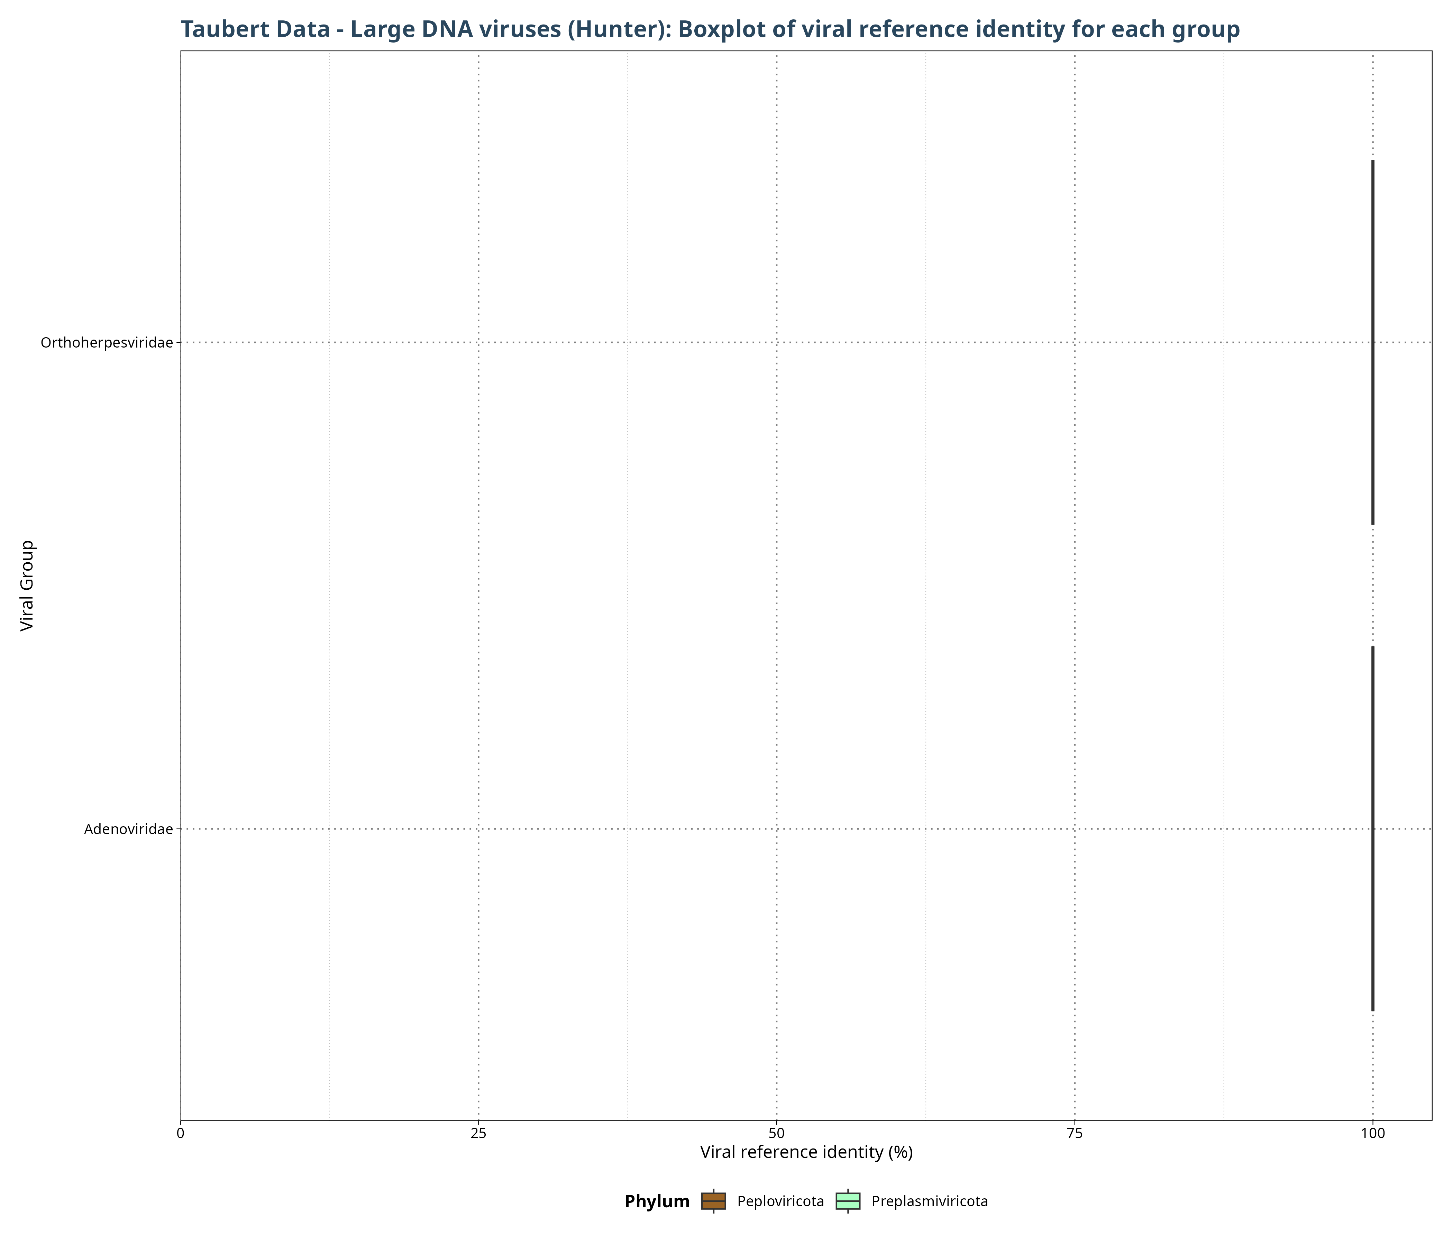 Taubert Data - Large DNA viruses (Hunter): Boxplot of viral reference identity for each group
Viral Group
Orthoherpesviridae
Adenoviridae
0 25 50 75 100
Viral reference identity (%)
Phylum Peploviricota Preplasmiviricota